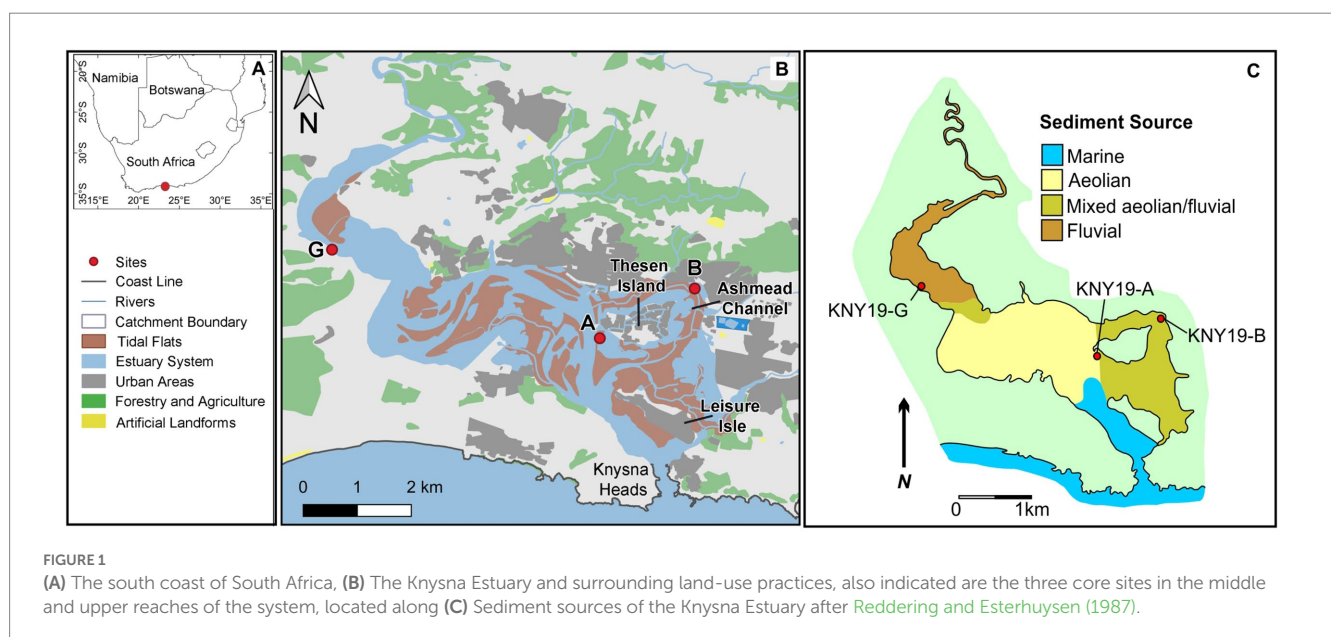 A
Namibia
Botswana
South Africa
20°S
25°S
30°S
35°S
15°E
20°E
25°E
30°E
35°E
Sites
Coast Line
Rivers
Catchment Boundary
Tidal Flats
Estuary System
Urban Areas
Forestry and Agriculture
Artificial Landforms
B
N
G
Thesen
Island
B
Ashmead
Channel
A
Leisure
Isle
Knysna
Heads
0 1 2 km
C
Sediment Source
Marine
Aeolian
Mixed aeolian/fluvial
Fluvial
KNY19-G
KNY19-A
KNY19-B
N
0 1km
FIGURE 1
(A) The south coast of South Africa, (B) The Knysna Estuary and surrounding land-use practices, also indicated are the three core sites in the middle
and upper reaches of the system, located along (C) Sediment sources of the Knysna Estuary after Reddering and Esterhuysen (1987).